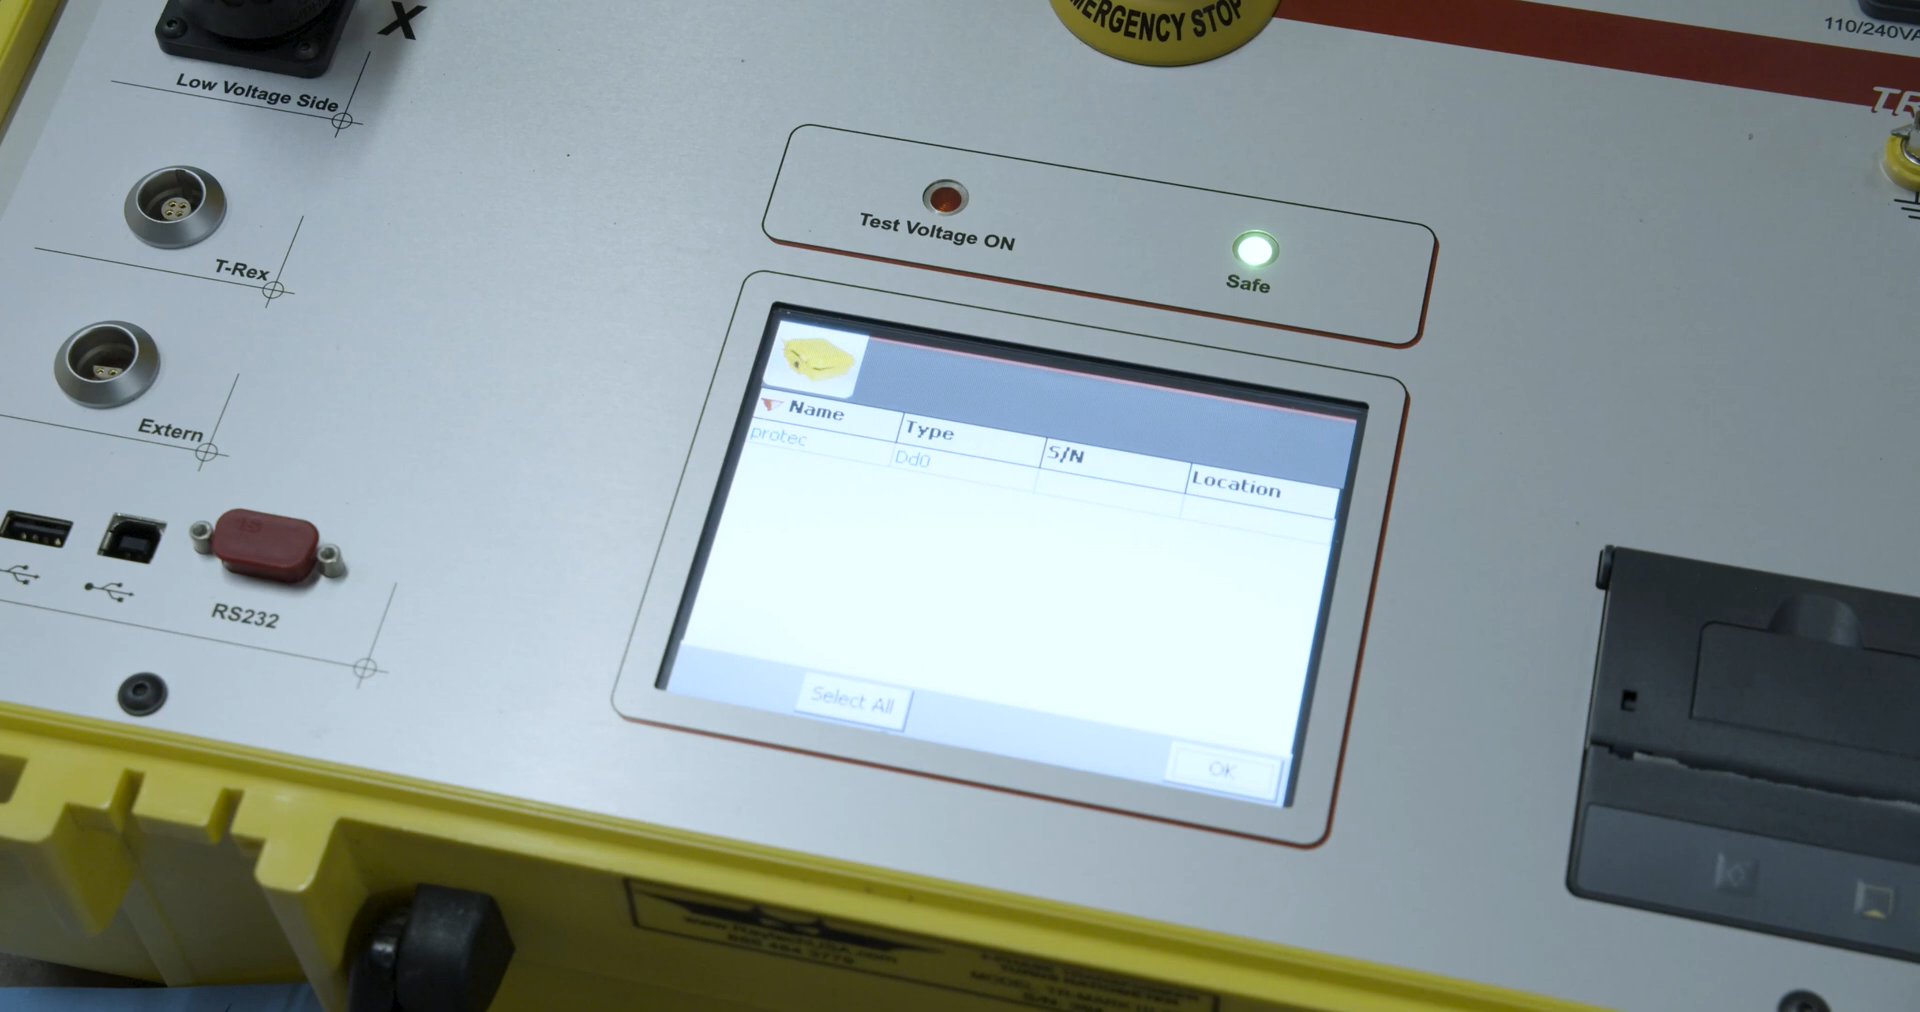 X
EMERGENCY STOP
110/240VA
Low Voltage Side
TR
Test Voltage ON
Safe
T-Rex
Extern
Name Type S/N Location
protec Dd0
RS232
Select All
OK